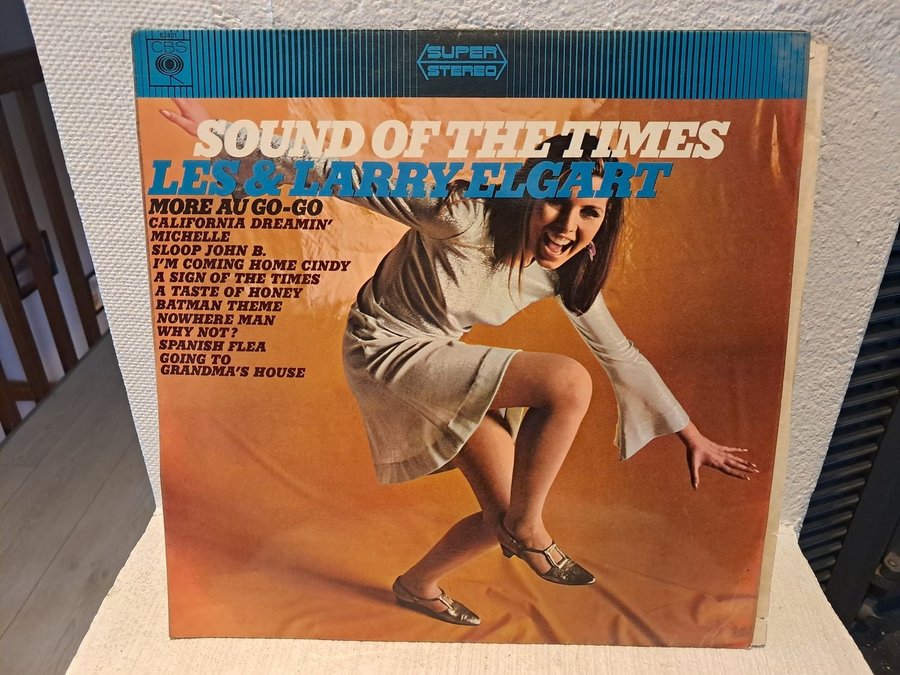 62401
CBS
SUPER
STEREO
SOUND OF THE TIMES
LES & LARRY ELGART
MORE AU GO-GO
CALIFORNIA DREAMIN'
MICHELLE
SLOOP JOHN B.
I'M COMING HOME CINDY
A SIGN OF THE TIMES
A TASTE OF HONEY
BATMAN THEME
NOWHERE MAN
WHY NOT?
SPANISH FLEA
GOING TO
GRANDMA'S HOUSE